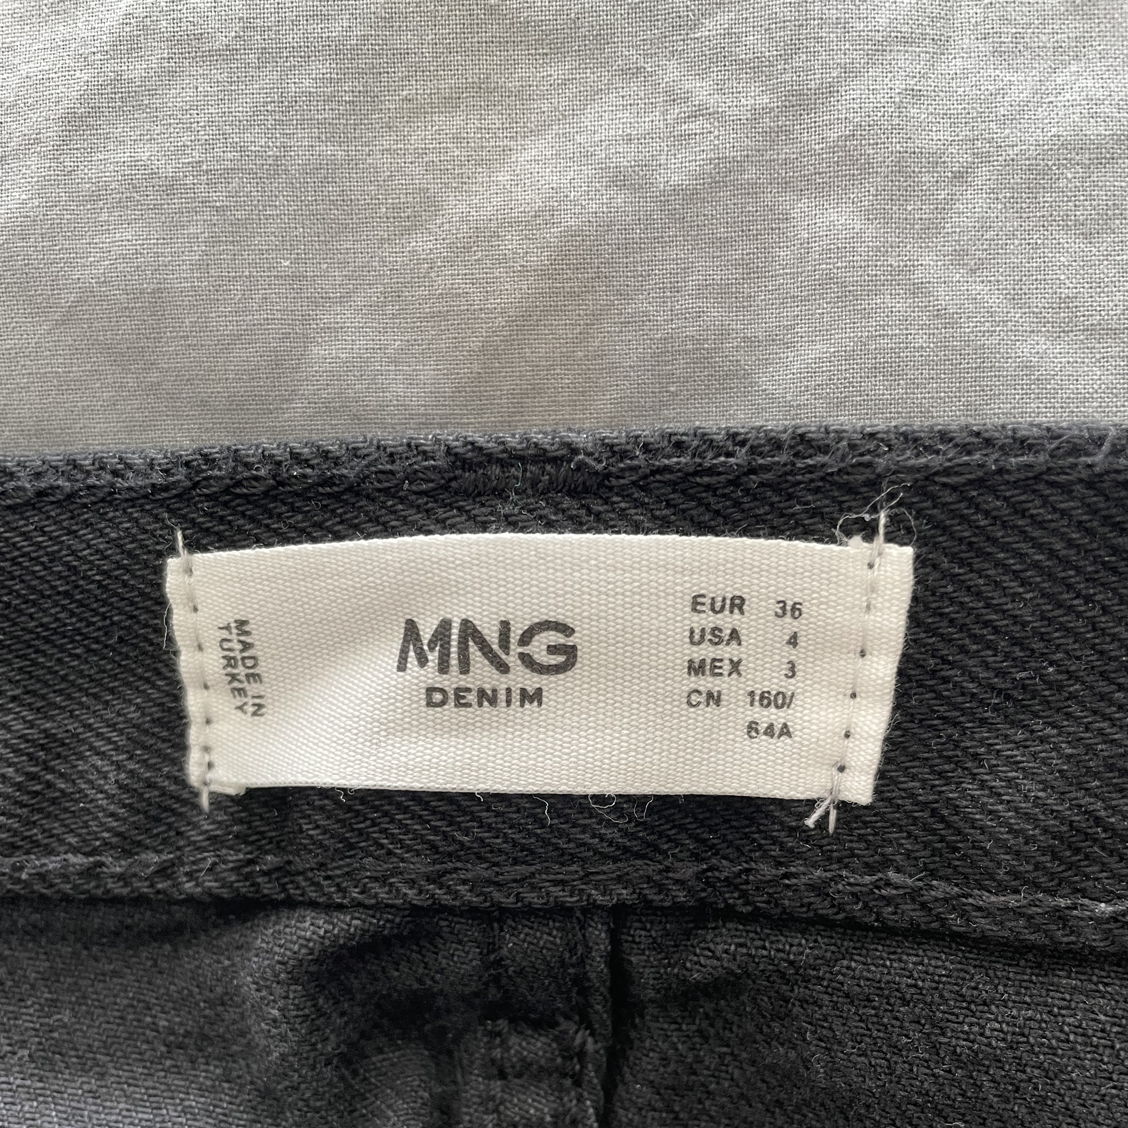 MADE IN
TURKEY
MNG
DENIM
EUR 36
USA 4
MEX 3
CN 160/
64A